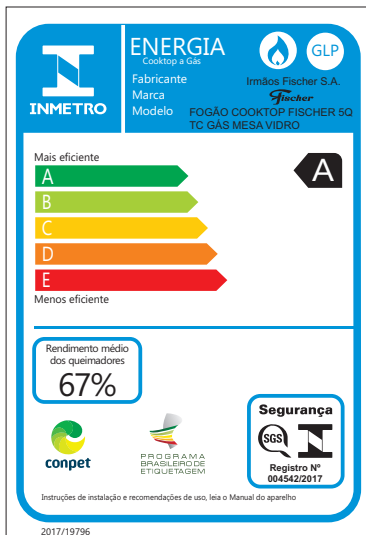 INMETRO
ENERGIA
Cooktop a Gás
GLP
Fabricante Irmãos Fischer S.A.
Marca Fischer
Modelo FOGÃO COOKTOP FISCHER 5Q
TC GÁS MESA VIDRO
Mais eficiente
A
A
B
C
D
E
Menos eficiente
Rendimento médio
dos queimadores
67%
conpet
PROGRAMA
BRASILEIRO DE
ETIQUETAGEM
Segurança
SGS
Registro Nº
004542/2017
Instruções de instalação e recomendações de uso, leia o Manual do aparelho
2017/19796